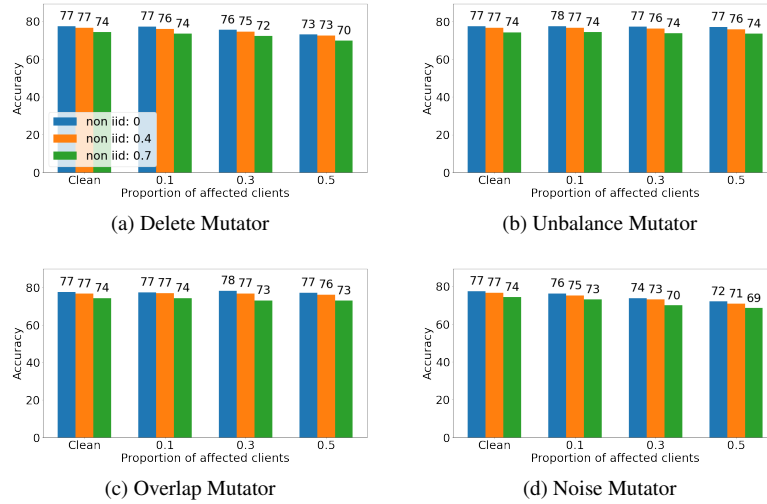 77 77 74 77 76 74 76 75 72 73 73 70
80
60
40
20
0
Accuracy
non iid: 0
non iid: 0.4
non iid: 0.7
Clean 0.1 0.3 0.5
Proportion of affected clients
(a) Delete Mutator
77 77 74 78 77 74 77 76 74 77 76 74
80
60
40
20
0
Accuracy
Clean 0.1 0.3 0.5
Proportion of affected clients
(b) Unbalance Mutator
77 77 74 77 77 74 78 77 73 77 76 73
80
60
40
20
0
Accuracy
Clean 0.1 0.3 0.5
Proportion of affected clients
(c) Overlap Mutator
77 77 74 76 75 73 74 73 70 72 71 69
80
60
40
20
0
Accuracy
Clean 0.1 0.3 0.5
Proportion of affected clients
(d) Noise Mutator